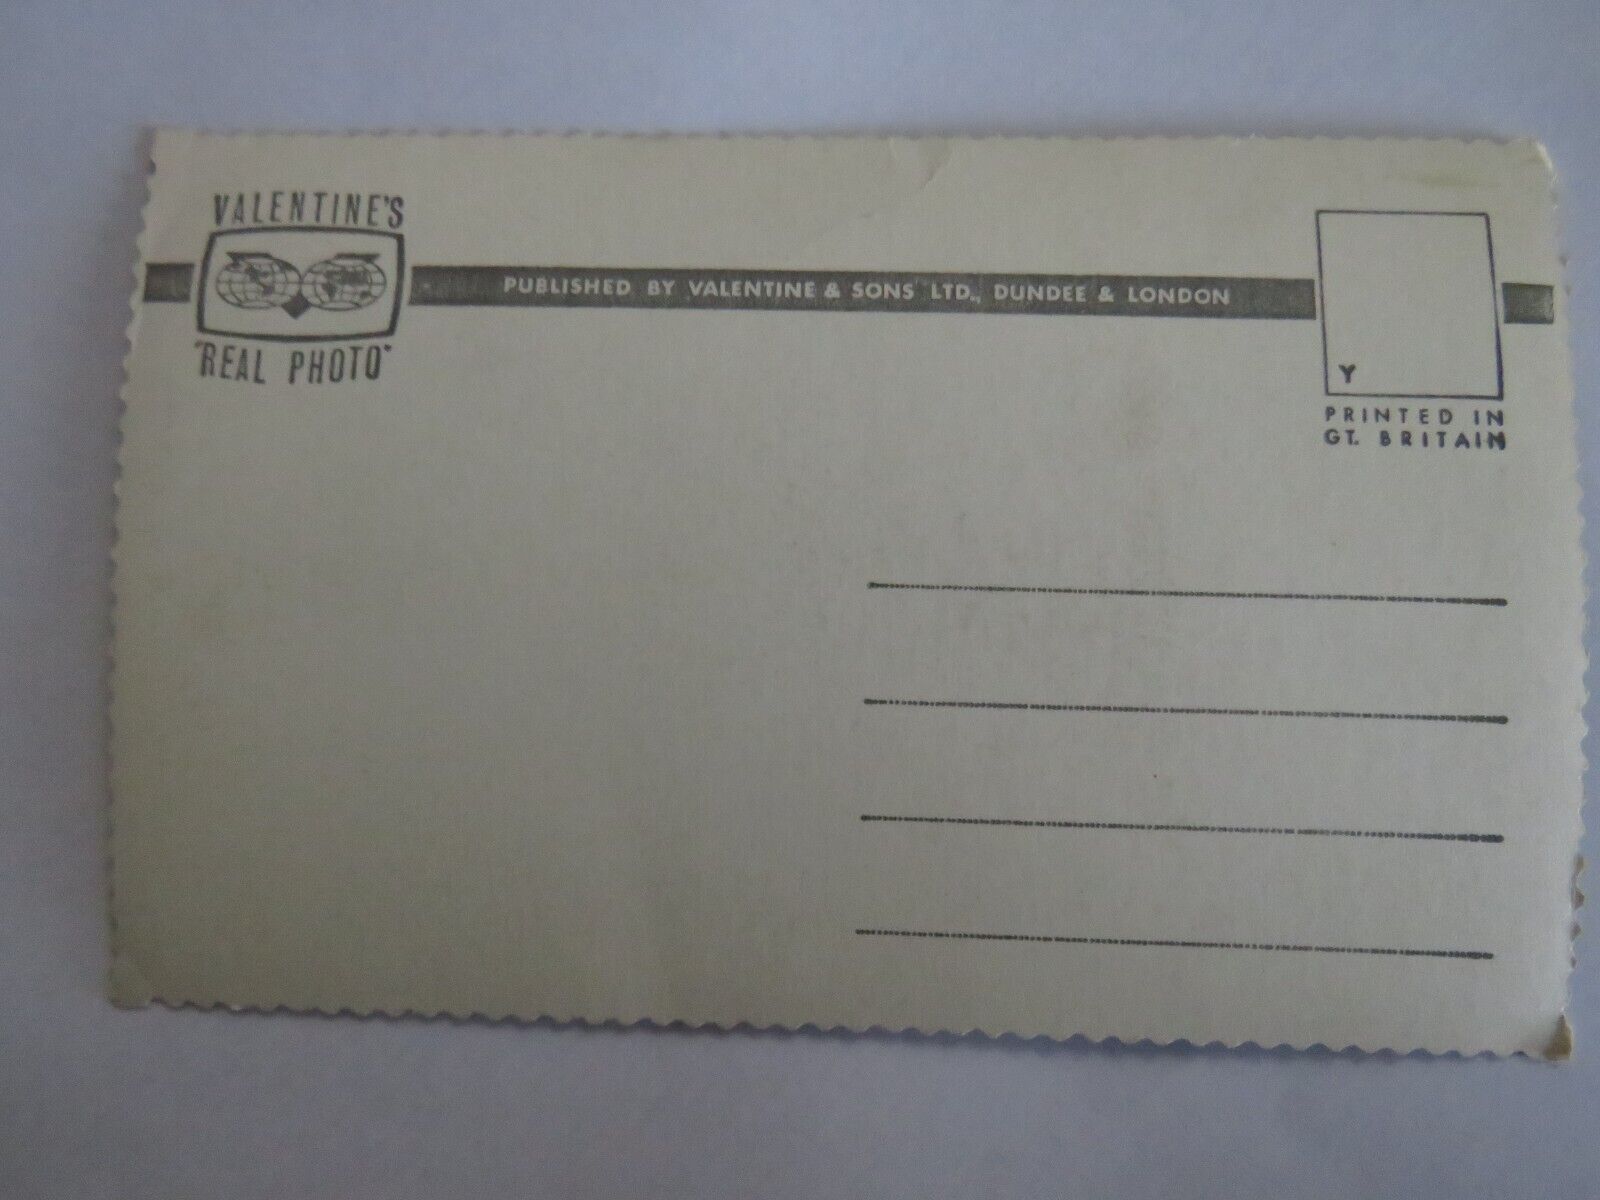 VALENTINE'S
"REAL PHOTO"
PUBLISHED BY VALENTINE & SONS LTD., DUNDEE & LONDON
Y
PRINTED IN
GT. BRITAIN